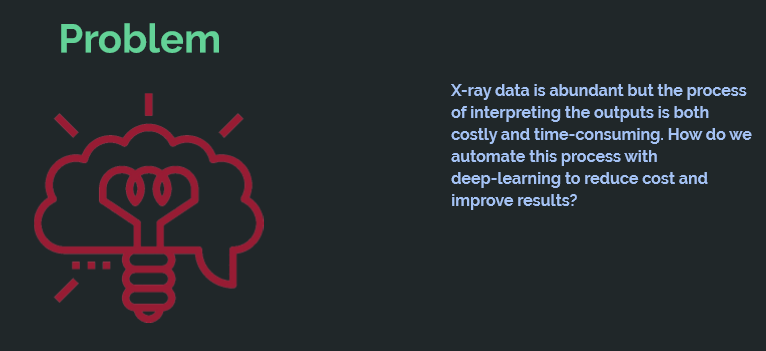 Problem
X-ray data is abundant but the process
of interpreting the outputs is both
costly and time-consuming. How do we
automate this process with
deep-learning to reduce cost and
improve results?